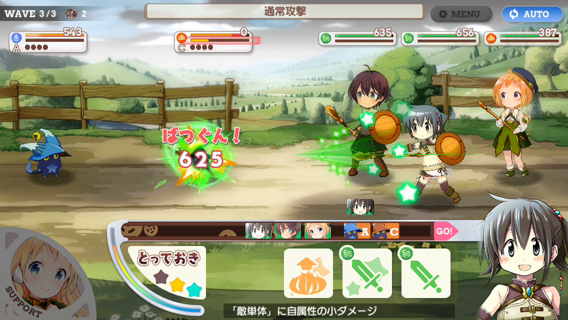 WAVE 3/3 2
通常攻撃
MENU
AUTO
543
A
0
C
635
656
387
ばつぐん!
625
A C GO!
とっておき
SUPPORT
「敵単体」に自属性の小ダメージ